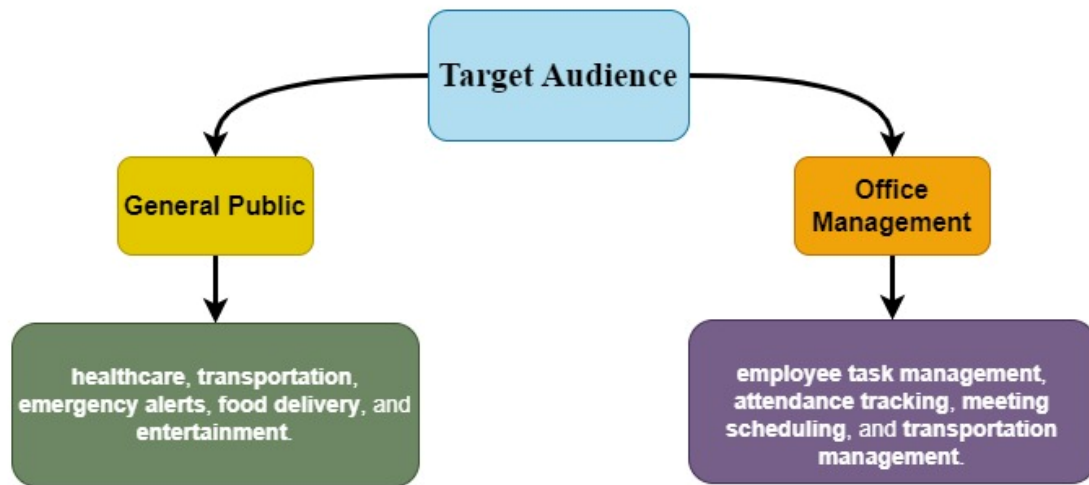 Target Audience
General Public
Office
Management
healthcare, transportation,
emergency alerts, food delivery, and
entertainment.
employee task management,
attendance tracking, meeting
scheduling, and transportation
management.